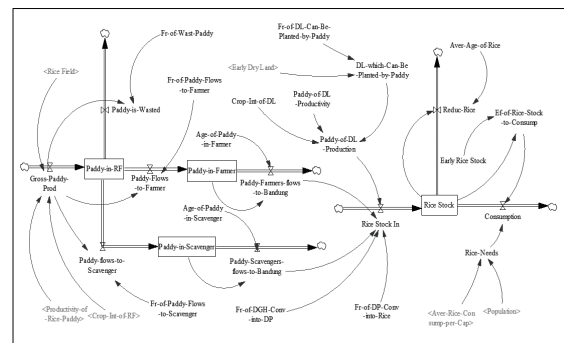 Fr-of-DL-Can-Be-
Planted-by-Paddy
Fr-of-Wast-Paddy
Aver-Age-of-Rice
<Rice Field>
<Early Dry Land>
DL-which-Can-Be
-Planted-by-Paddy
Fr-of-Paddy-Flows
-to-Farmer
Paddy-is-Wasted
Crop-Int-of-DL
Paddy-of-DL
-Productivity
Reduc-Rice
Ef-of-Rice-Stock
-to-Consump
Age-of-Paddy
-in-Farmer
Paddy-of-DL
-Production
Early Rice Stock
Gross-Paddy-
Prod
Paddy-in-RF
Paddy-Flows
-to-Farmer
Paddy-in-Farmer
Paddy-Farmers-flows
-to-Bandung
Age-of-Paddy
-in-Scavenger
Rice Stock In
Rice Stock
Consumption
Paddy-flows-to-
Scavenger
Paddy-in-Scavenger
Paddy-Scavengers-
flows-to-Bandung
Rice-Needs
<Productivity-of
-Rice-Paddy>
<Crop-Int-of-RF>
Fr-of-Paddy-Flows
-to-Scavenger
Fr-of-DGH-Conv
-into-DP
Fr-of-DP-Conv
-into-Rice
<Aver-Rice-Con
sump-per-Cap>
<Population>